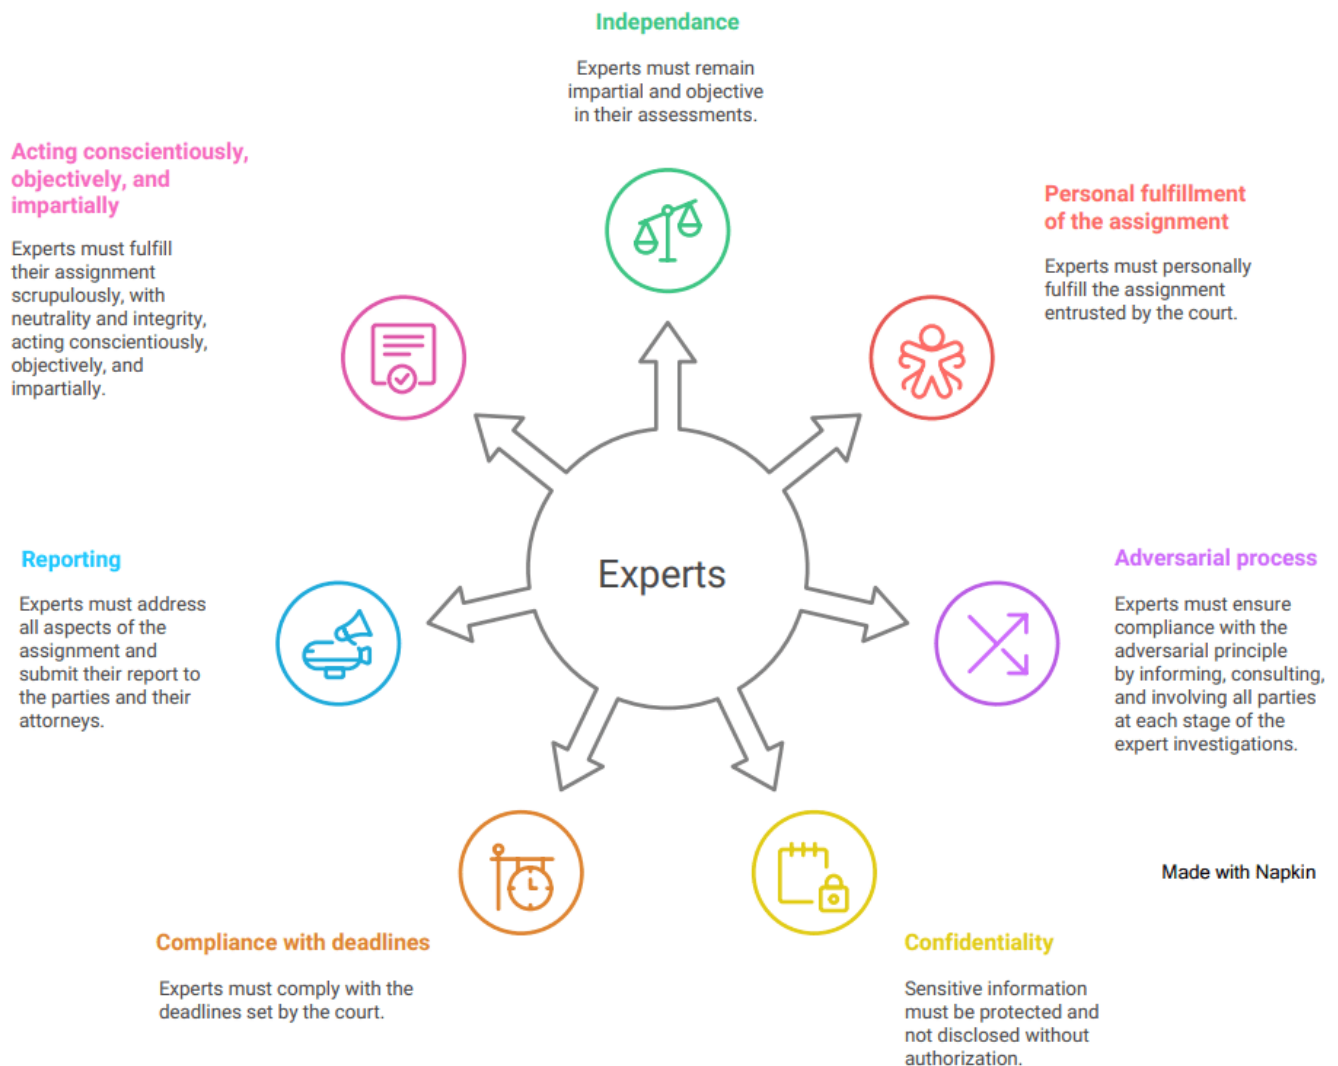 Independance
Experts must remain
impartial and objective
in their assessments.
Acting conscientiously,
objectively, and
impartially
Experts must fulfill
their assignment
scrupulously, with
neutrality and integrity,
acting conscientiously,
objectively, and
impartially.
Personal fulfillment
of the assignment
Experts must personally
fulfill the assignment
entrusted by the court.
Experts
Reporting
Experts must address
all aspects of the
assignment and
submit their report to
the parties and their
attorneys.
Adversarial process
Experts must ensure
compliance with the
adversarial principle
by informing, consulting,
and involving all parties
at each stage of the
expert investigations.
Made with Napkin
Compliance with deadlines
Experts must comply with the
deadlines set by the court.
Confidentiality
Sensitive information
must be protected and
not disclosed without
authorization.